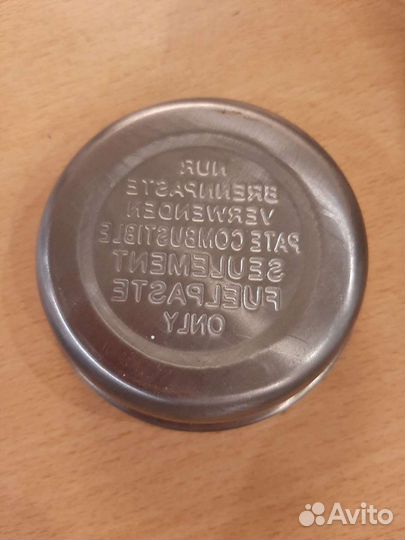 NUR
BRENNPASTE
VERWENDEN
PATE COMBUSTIBLE
SEULEMENT
FUELPASTE
ONLY
Avito